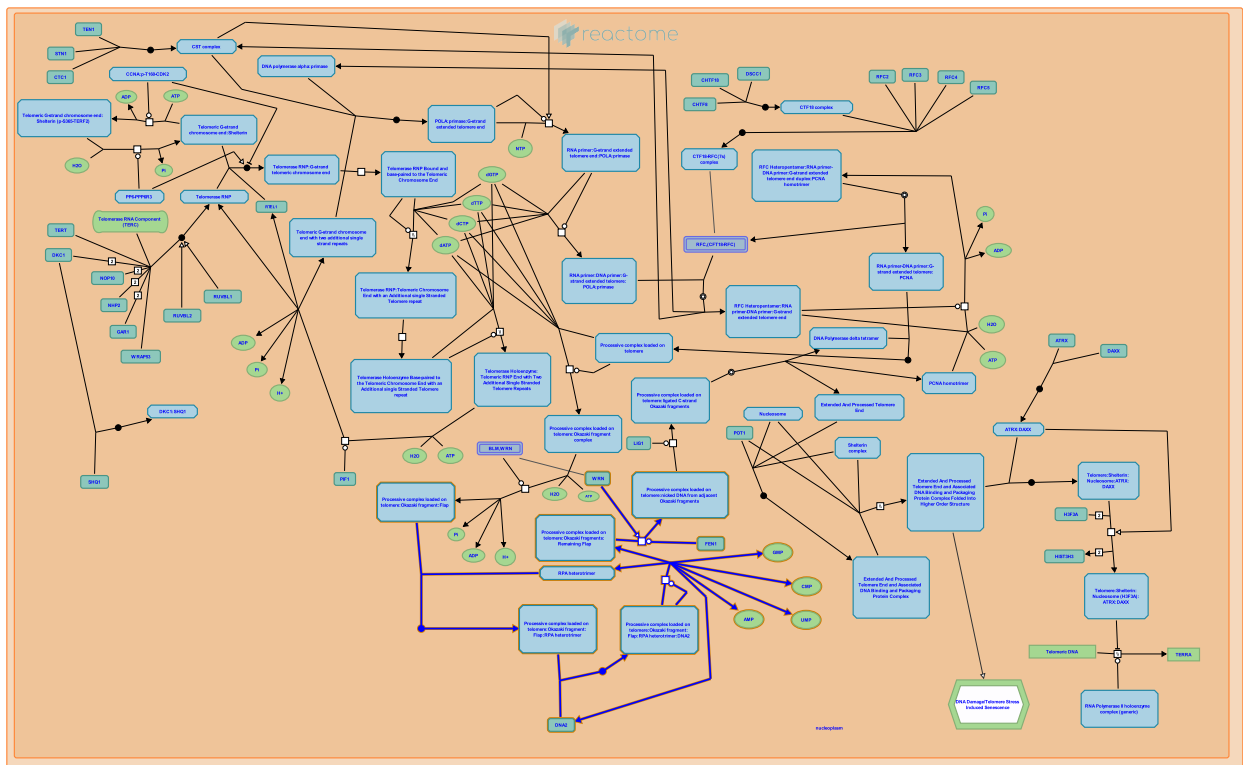 reactome
TEN1
STN1
CTC1
CST complex
DNA polymerase alpha:primase
CCNA:p-T160-CDK2
ADP
ATP
Telomeric G-strand chromosome end:
Shelterin (p-S365-TERF2)
Telomeric G-strand
chromosome end:Shelterin
H2O
Pi
PP6-PPP6R3
Telomerase RNP
Telomerase RNP:G-strand
telomeric chromosome end
Telomerase RNP Bound and
base-paired to the Telomeric
Chromosome End
POLA primase:G-strand
extended telomere end
NTP
RNA primer:G-strand extended
telomere end:POLA primase
CHTF18
CHTF8
DSCC1
CTF18 complex
RFC2
RFC3
RFC4
RFC5
CTF18-RFC(7s)
complex
RFC Heteropentamer:RNA primer-
DNA primer:G-strand extended
telomere end duplex:PCNA
homotrimer
Telomerase RNA Component
(TERC)
RTEL1
Telomeric G-strand chromosome
end with two additional single
strand repeats
dGTP
dTTP
dCTP
dATP
TERT
DKC1
NOP10
NHP2
GAR1
WRAP53
RUVBL2
RUVBL1
2
2
2
RNA primer:DNA primer: G-
strand extended telomere:
POLA primase
RFC,(CFT18-RFC)
RFC Heteropentamer:RNA
primer-DNA primer:G-strand
extended telomere end
RNA primer-DNA primer:G-
strand extended telomere:
PCNA
Pi
ADP
H2O
ATP
Telomerase RNP: Telomeric Chromosome
End with an Additional single Stranded
Telomere repeat
ADP
Pi
H+
Telomerase Holoenzyme Base-paired to
the Telomeric Chromosome End with an
Additional single Stranded Telomere
repeat
Telomerase Holoenzyme:
Telomeric RNP End with Two
Additional Single Stranded
Telomere Repeats
Processive complex loaded on
telomere
DNA Polymerase delta tetramer
PCNA homotrimer
ATRX
DAXX
Processive complex loaded on
telomere:ligated C-strand
Okazaki fragments
Extended And Processed Telomere
End
Nucleosome
POT1
Shelterin
complex
ATRX:DAXX
DKC1:SHQ1
SHQ1
PIF1
H2O
ATP
BLM,WRN
Processive complex loaded on
telomere: Okazaki fragment
complex
LIG1
Extended And Processed
Telomere End and Associated
DNA Binding and Packaging
Protein Complex Folded Into
Higher Order Structure
Telomere:Shelterin:
Nucleosome:ATRX:
DAXX
Processive complex loaded on
telomere: Okazaki fragment: Flap
WRN
H2O
ATP
Processive complex loaded on
telomere:nicked DNA from adjacent
Okazaki fragments
H3F3A
2
HIST3H3
2
Pi
ADP
H+
Processive complex loaded on
telomere: Okazaki fragments:
Remaining Flap
FEN1
GMP
RPA heterotrimer
CMP
AMP
UMP
Extended And Processed
Telomere End and Associated
DNA Binding and Packaging
Protein Complex
Telomere:Shelterin:
Nucleosome (H3F3A):
ATRX:DAXX
Processive complex loaded on
telomere:Okazaki fragment:
Flap:RPA heterotrimer
Processive complex loaded on
telomere:Okazaki fragment:
Flap:RPA heterotrimer:DNA2
DNA2
Telomeric DNA
TERRA
RNA Polymerase II holoenzyme
complex (generic)
DNA Damage/Telomere Stress
Induced Senescence
nucleoplasm